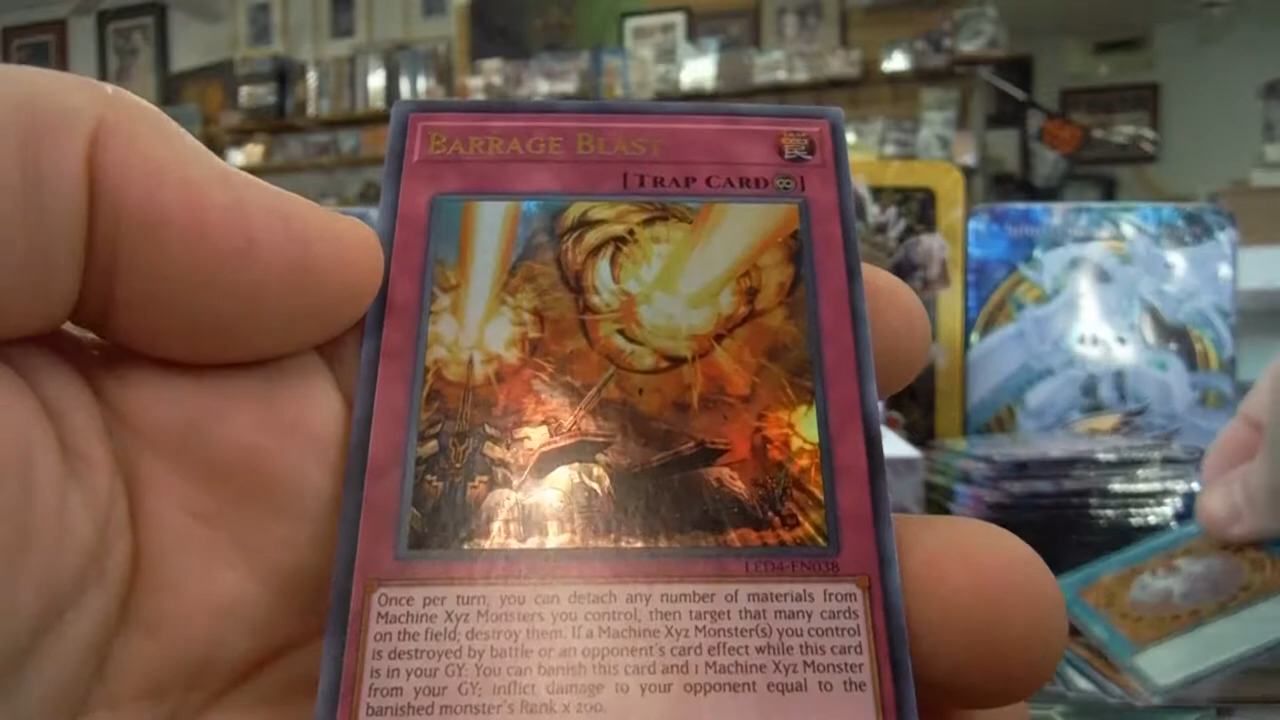 BARRAGE BLAST
罠
[TRAP CARD∞]
LED4-EN038
Once per turn, you can detach any number of materials from
Machine Xyz Monsters you control, then target that many cards
on the field; destroy them. If a Machine Xyz Monster(s) you control
is destroyed by battle or an opponent's card effect while this card
is in your GY: You can banish this card and 1 Machine Xyz Monster
from your GY; inflict damage to your opponent equal to the
banished monster's Rank x 200.